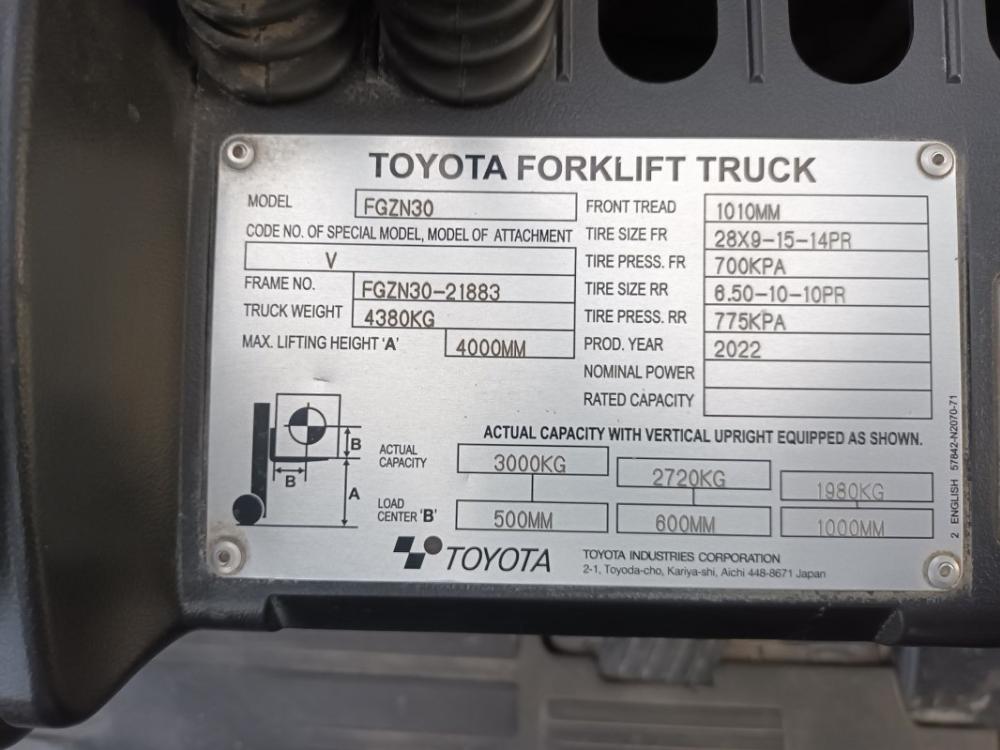 TOYOTA FORKLIFT TRUCK
MODEL FGZN30
CODE NO. OF SPECIAL MODEL, MODEL OF ATTACHMENT
V
FRAME NO. FGZN30-21883
TRUCK WEIGHT 4380KG
MAX. LIFTING HEIGHT 'A' 4000MM
FRONT TREAD 1010MM
TIRE SIZE FR 28X9-15-14PR
TIRE PRESS. FR 700KPA
TIRE SIZE RR 6.50-10-10PR
TIRE PRESS. RR 775KPA
PROD. YEAR 2022
NOMINAL POWER
RATED CAPACITY
ACTUAL CAPACITY WITH VERTICAL UPRIGHT EQUIPPED AS SHOWN.
B
B
A
ACTUAL
CAPACITY
3000KG 2720KG 1980KG
LOAD
CENTER 'B'
500MM 600MM 1000MM
TOYOTA
TOYOTA INDUSTRIES CORPORATION
2-1, Toyoda-cho, Kariya-shi, Aichi 448-8671 Japan
2 ENGLISH 57842-N2070-71